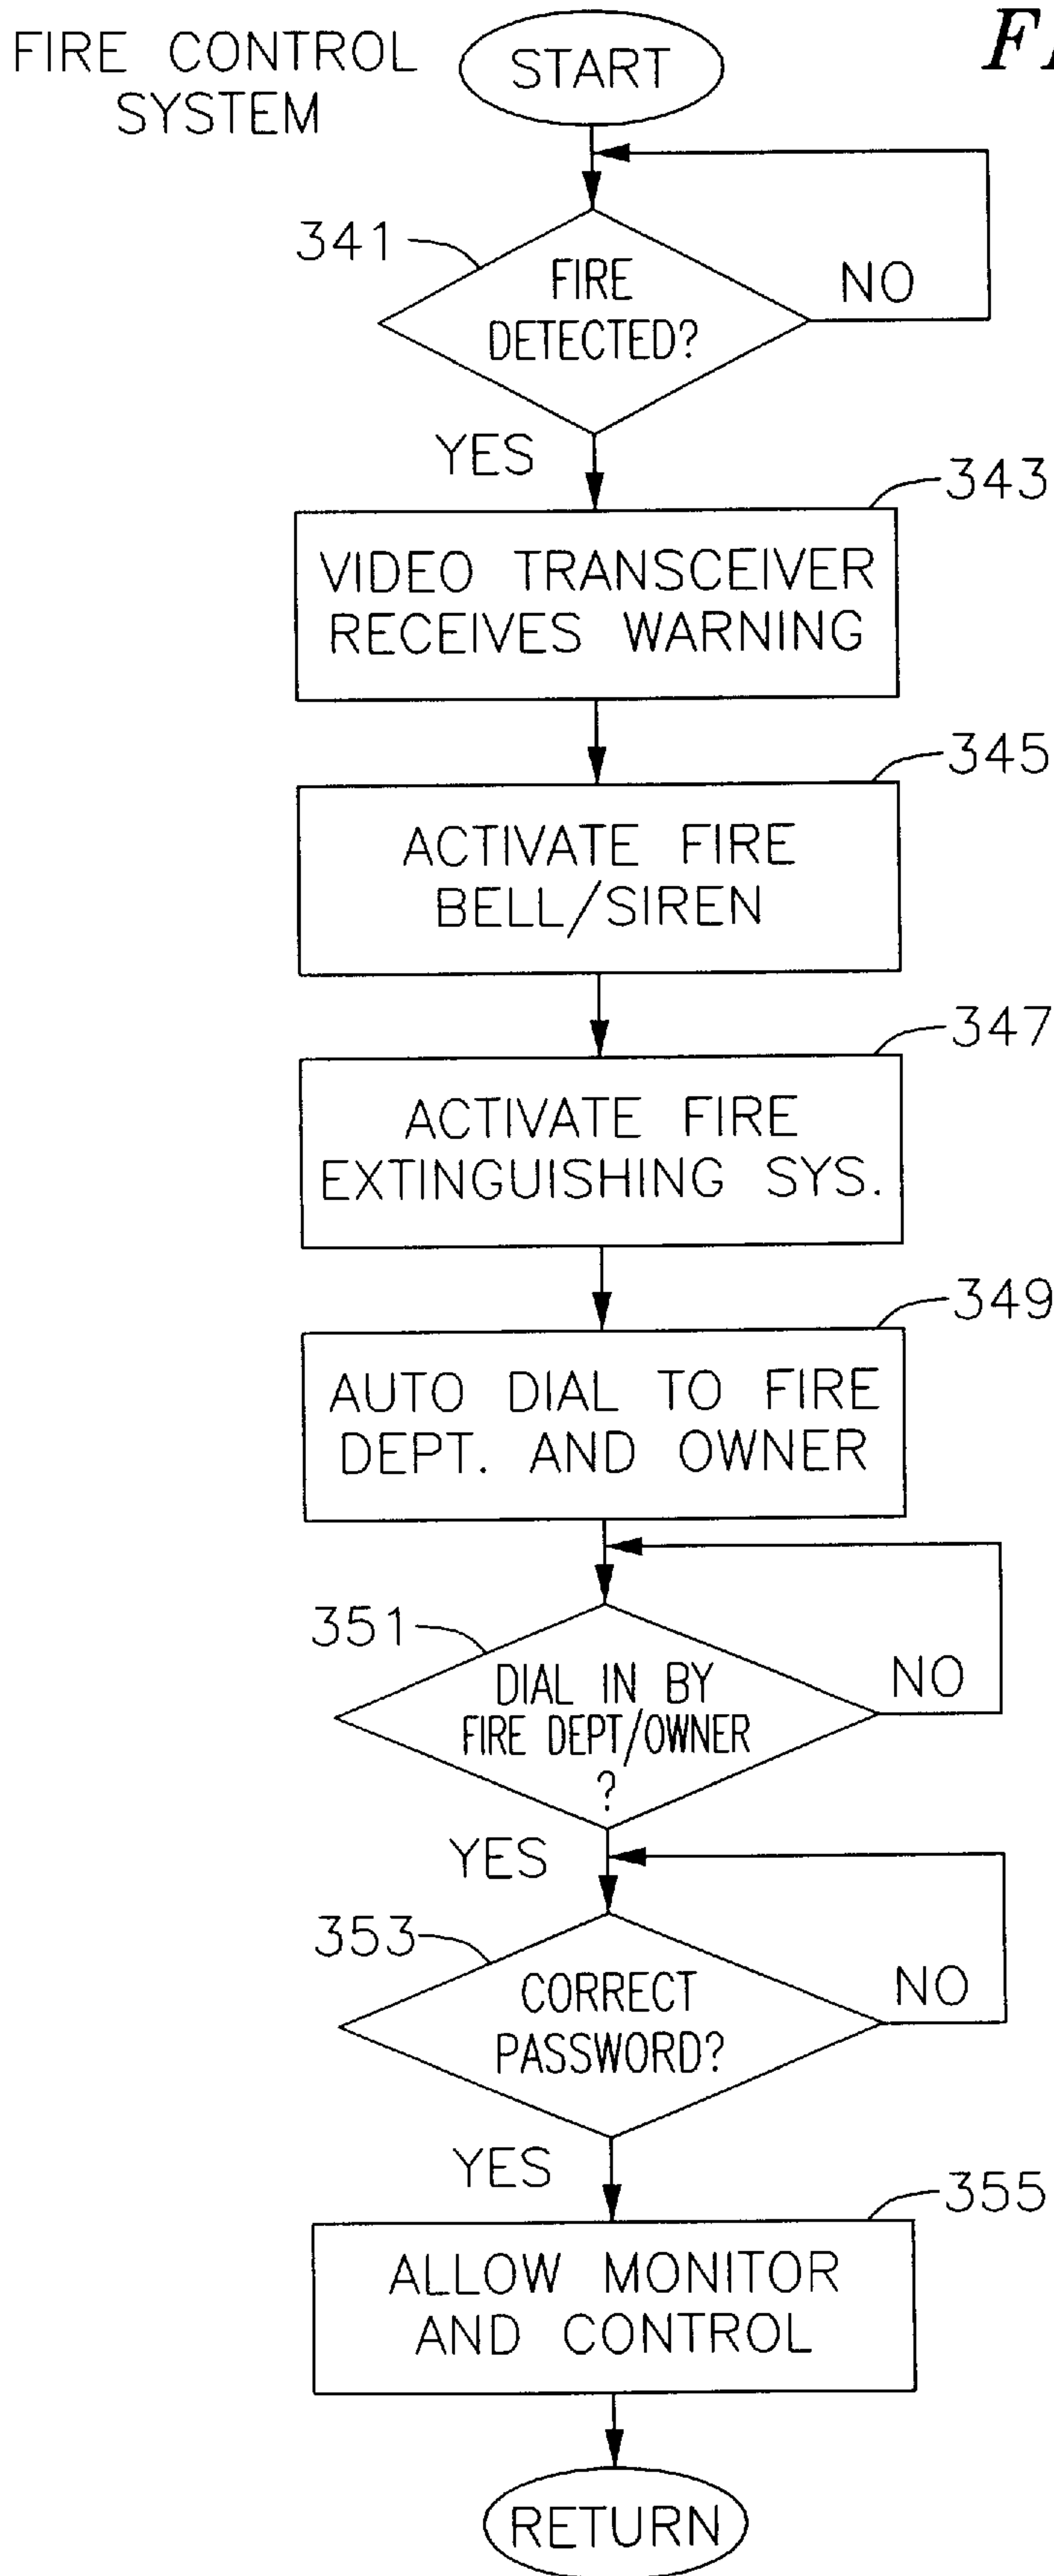 FIRE CONTROL
SYSTEM
START
341
FIRE
DETECTED?
NO
YES
343
VIDEO TRANSCEIVER
RECEIVES WARNING
345
ACTIVATE FIRE
BELL/SIREN
347
ACTIVATE FIRE
EXTINGUISHING SYS.
349
AUTO DIAL TO FIRE
DEPT. AND OWNER
351
DIAL IN BY
FIRE DEPT/OWNER
?
NO
YES
353
CORRECT
PASSWORD?
NO
YES
355
ALLOW MONITOR
AND CONTROL
RETURN